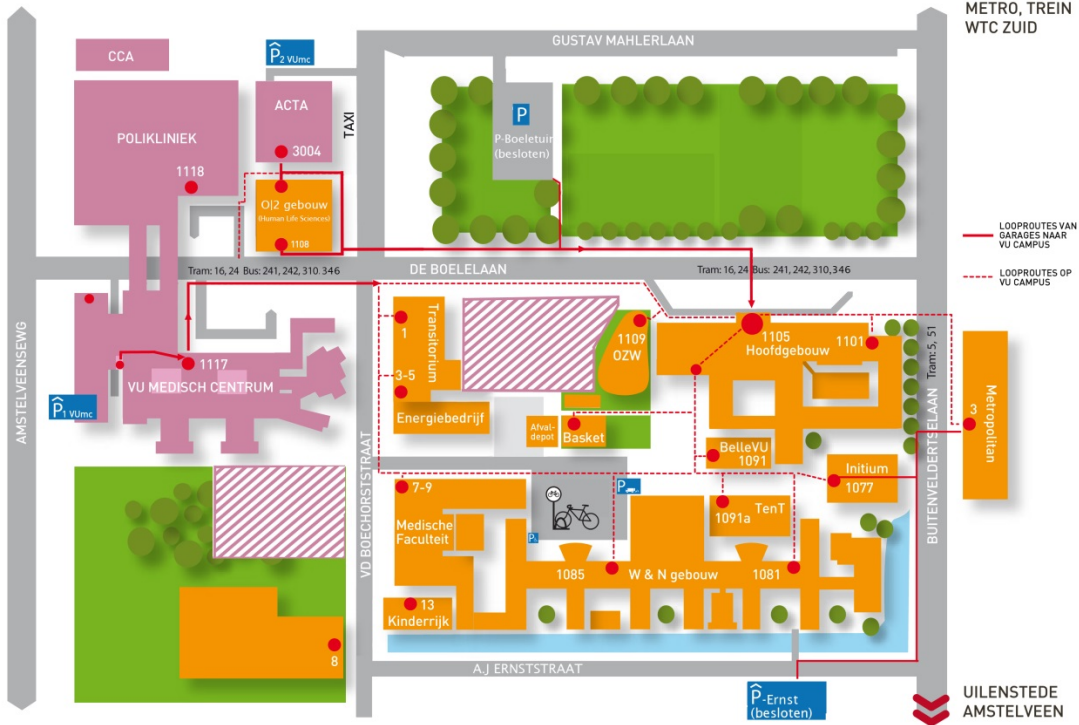 METRO, TREIN
WTC ZUID
GUSTAV MAHLERLAAN
CCA
P2 VUmc
TAXI
ACTA
P
P-Boeletuin
(besloten)
POLIKLINIEK
3004
1118
O|2 gebouw
(Human Life Sciences)
1108
LOOPROUTES VAN
GARAGES NAAR
VU CAMPUS
LOOPROUTES OP
VU CAMPUS
Tram: 16, 24 Bus: 241, 242, 310. 346
DE BOELELAAN
Tram: 16, 24 Bus: 241, 242, 310, 346
AMSTELVEENSEWG
1117
VU MEDISCH CENTRUM
P1 VUmc
1
Transitorium
3-5
Energiebedrijf
1109
OZW
1105
Hoofdgebouw
1101
Tram: 5, 51
BUITENVELDERTSELAAN
3
Metropolitan
Afval-
depot
Basket
BelleVU
1091
Initium
1077
VD BOECHORSTSTRAAT
7-9
Medische
Faculteit
P
P
TenT
1091a
1085
W & N gebouw
1081
13
Kinderrijk
8
A.J ERNSTSTRAAT
P-Ernst
(besloten)
UILENSTEDE
AMSTELVEEN